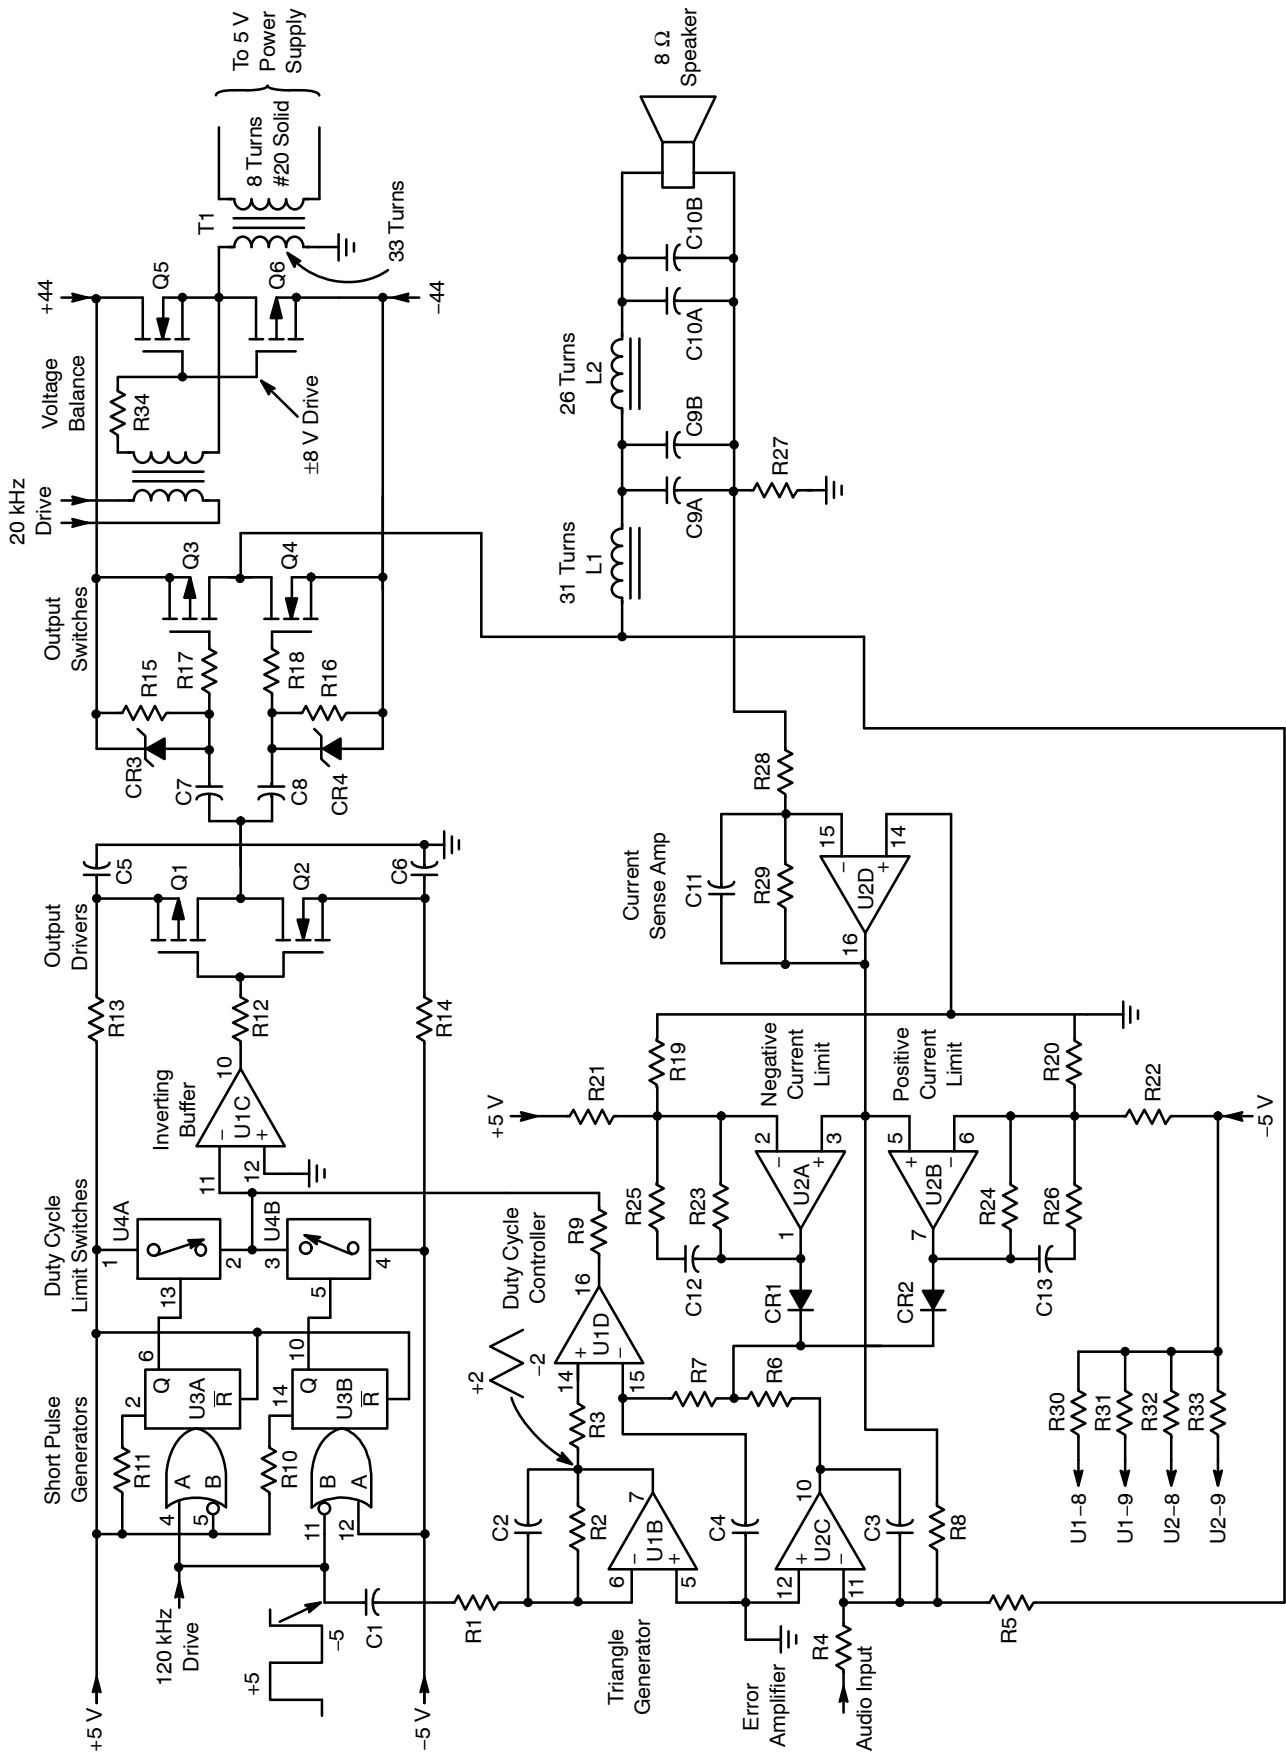 +5 V
120 kHz
Drive
+5
−5
C1
−5 V
Short Pulse
Generators
R11
4
A
5
B
2
Q
6
U3A
R̅
R10
14
11
B
12
A
Q
10
U3B
R̅
Duty Cycle
Limit Switches
1
U4A
2
13
3
U4B
4
5
Inverting
Buffer
11
−
12
+
U1C
10
Output
Drivers
R13
R12
R14
C5
Q1
Q2
C6
Output
Switches
CR3
R15
C7
R17
C8
R18
CR4
R16
Q3
Q4
20 kHz
Drive
Voltage
Balance
R34
±8 V Drive
+44
Q5
Q6
−44
T1
33 Turns
8 Turns
#20 Solid
To 5 V
Power
Supply
R1
Triangle
Generator
C2
R2
6
−
5
+
U1B
7
+2
−2
R3
Duty Cycle
Controller
14
+
15
−
U1D
16
R9
Error
Amplifier
C4
R7
R6
12
+
11
−
U2C
10
C3
R8
R4
Audio Input
R5
+5 V
R21
R19
R25
R23
C12
Negative
Current
Limit
2
−
3
+
U2A
1
CR1
Positive
Current
Limit
5
+
6
−
U2B
7
CR2
R24
R26
C13
R20
R22
−5 V
R30
R31
R32
R33
U1−8
U1−9
U2−8
U2−9
Current
Sense Amp
C11
R29
R28
15
−
14
+
U2D
16
31 Turns
L1
C9A
C9B
R27
26 Turns
L2
C10A
C10B
8 Ω
Speaker